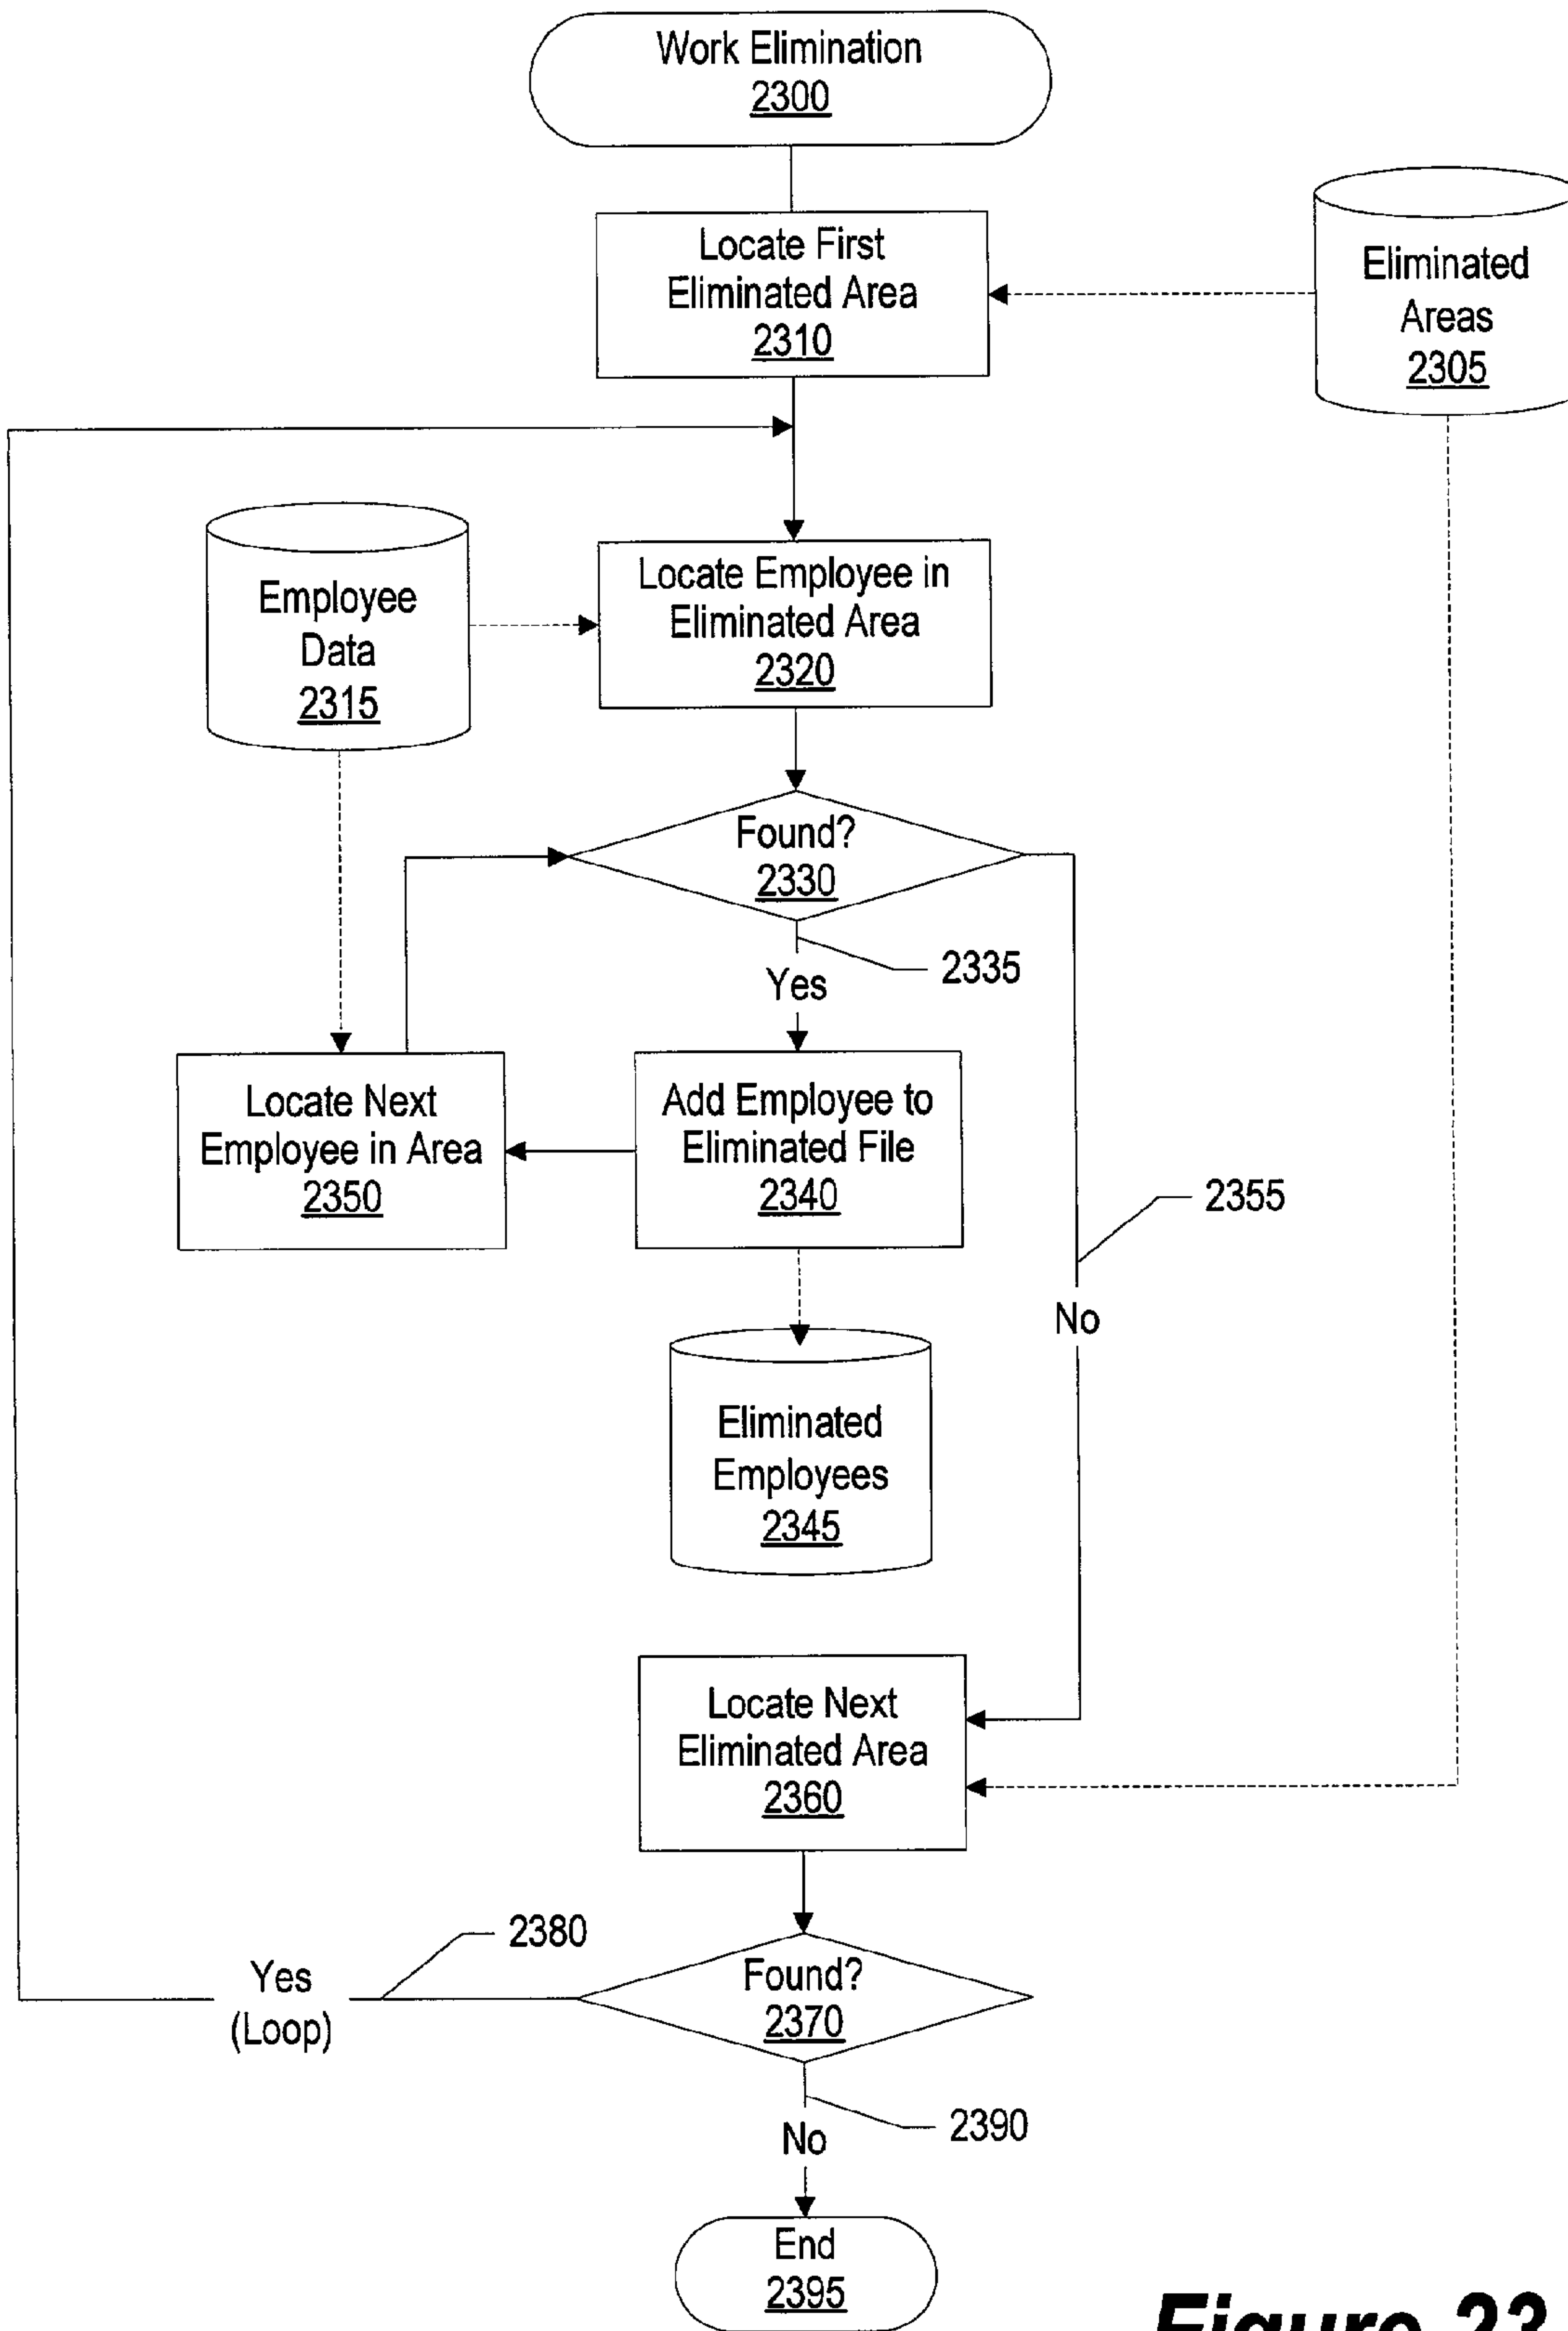 Work Elimination
2300
Locate First
Eliminated Area
2310
Eliminated
Areas
2305
Employee
Data
2315
Locate Employee in
Eliminated Area
2320
Found?
2330
2335
Yes
Locate Next
Employee in Area
2350
Add Employee to
Eliminated File
2340
2355
No
Eliminated
Employees
2345
Locate Next
Eliminated Area
2360
2380
Yes
(Loop)
Found?
2370
2390
No
End
2395
Figure 23